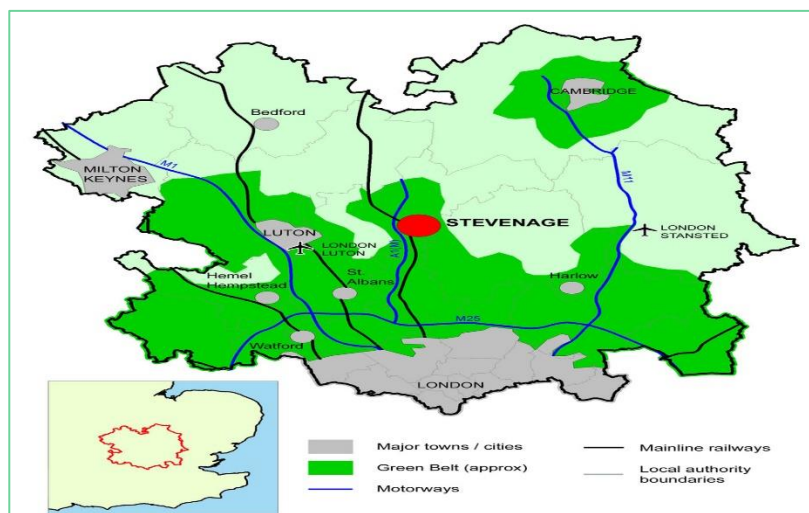 CAMBRIDGE
Bedford
M1
MILTON
KEYNES
M11
STEVENAGE
LUTON
LONDON
STANSTED
LONDON
LUTON
A1(M)
St.
Albans
Hemel
Hempstead
Harlow
M25
Watford
LONDON
Major towns / cities
Mainline railways
Green Belt (approx)
Local authority
boundaries
Motorways